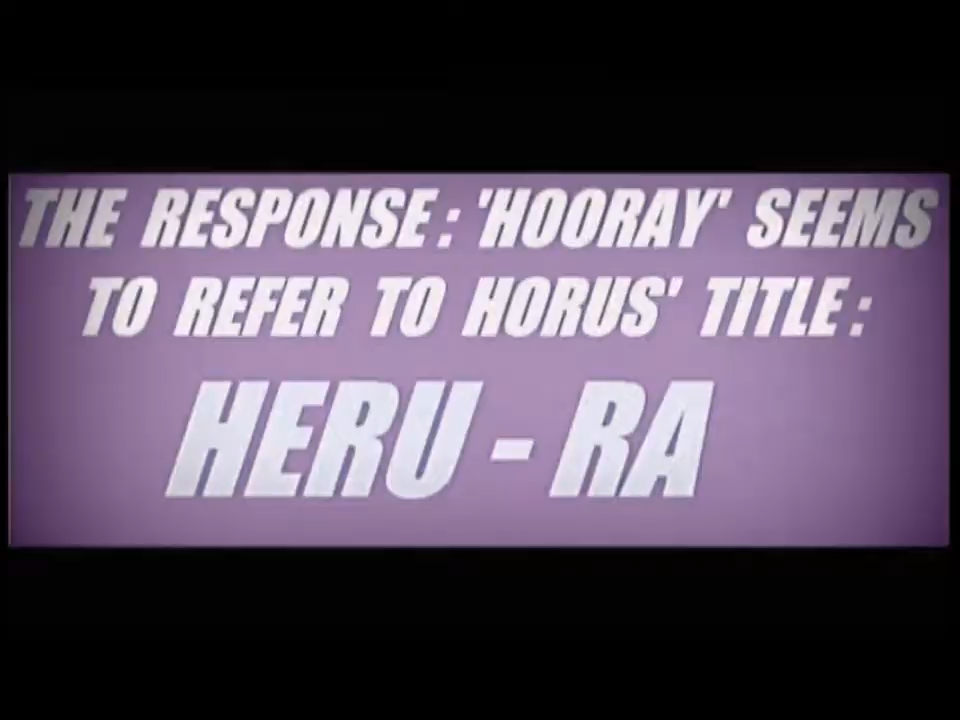 THE RESPONSE : 'HOORAY' SEEMS
TO REFER TO HORUS' TITLE :
HERU - RA